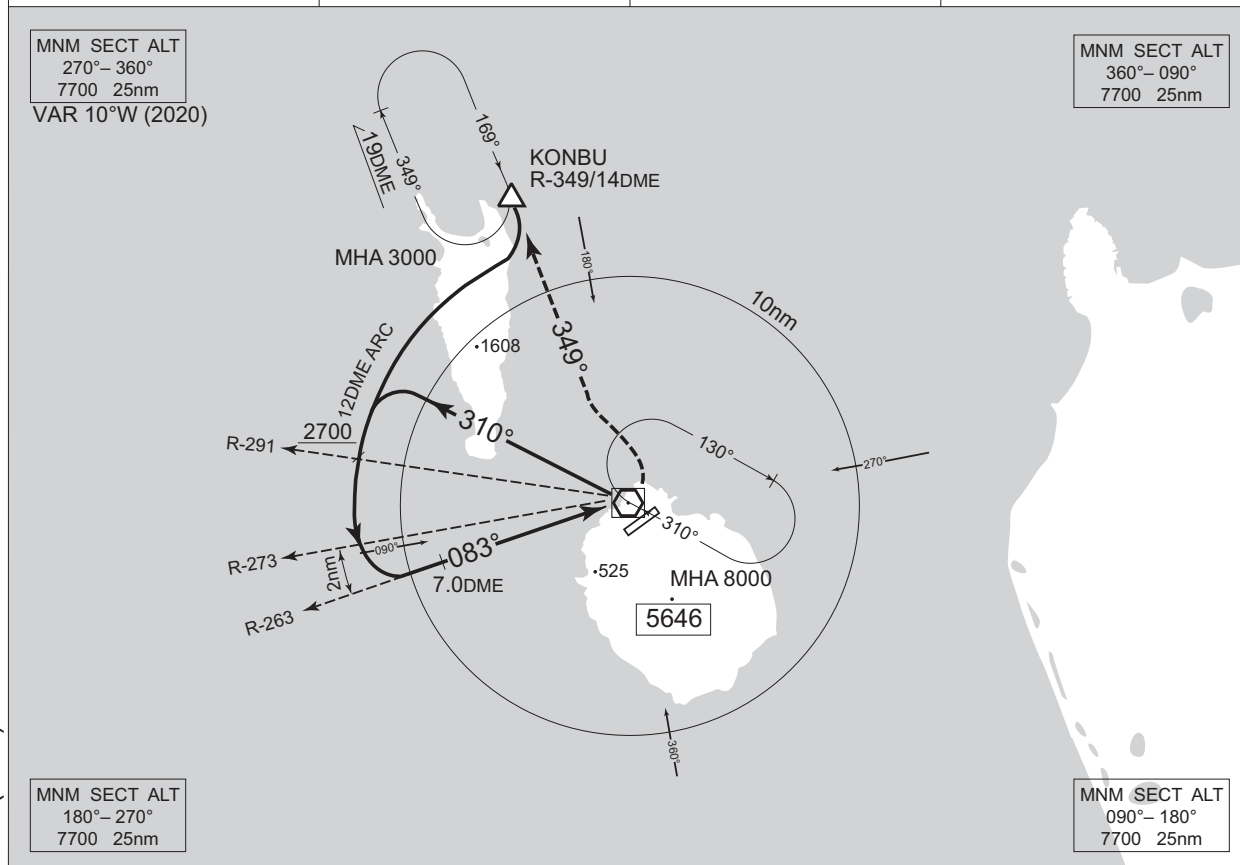 MNM SECT ALT
270°– 360°
7700 25nm
VAR 10°W (2020)
MNM SECT ALT
360°– 090°
7700 25nm
169°
349°
19DME
KONBU
R-349/14DME
MHA 3000
180°
10nm
349°
•1608
12DME ARC
310°
2700
R-291
130°
270°
310°
090°
083°
R-273
2nm
7.0DME
R-263
•525
MHA 8000
5646
360°
MNM SECT ALT
180°– 270°
7700 25nm
MNM SECT ALT
090°– 180°
7700 25nm